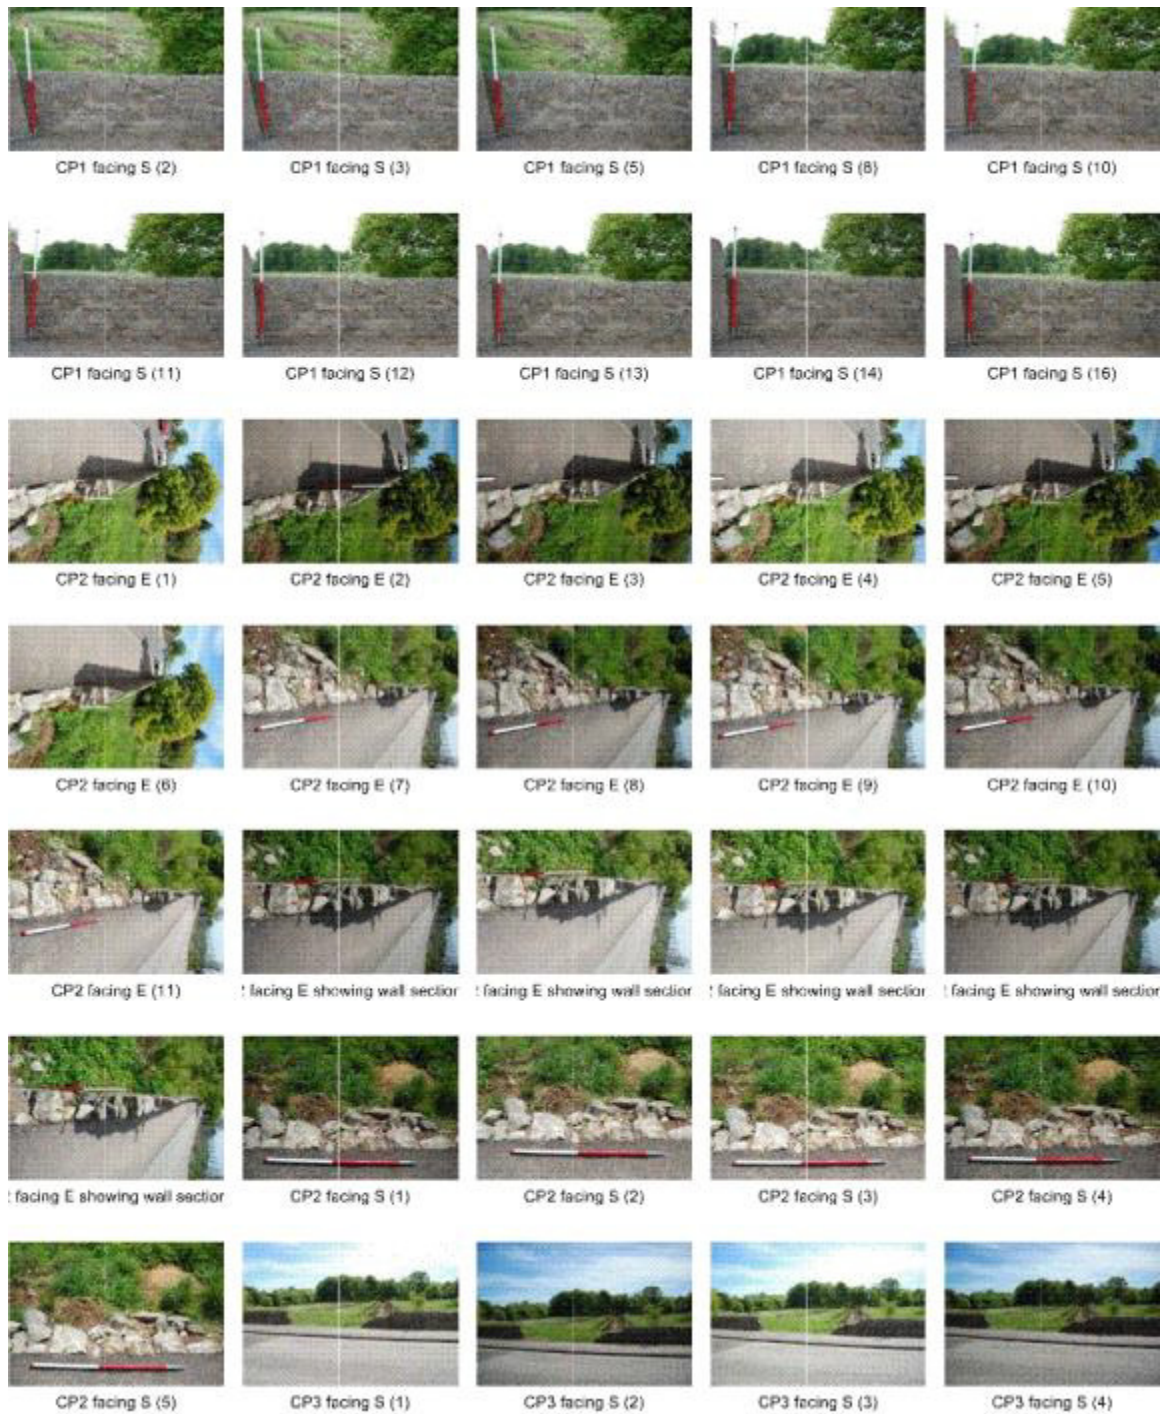 CP1 facing S (2)
CP1 facing S (3)
CP1 facing S (5)
CP1 facing S (8)
CP1 facing S (10)
CP1 facing S (11)
CP1 facing S (12)
CP1 facing S (13)
CP1 facing S (14)
CP1 facing S (16)
CP2 facing E (1)
CP2 facing E (2)
CP2 facing E (3)
CP2 facing E (4)
CP2 facing E (5)
CP2 facing E (6)
CP2 facing E (7)
CP2 facing E (8)
CP2 facing E (9)
CP2 facing E (10)
CP2 facing E (11)
facing E showing wall section
facing E showing wall section
facing E showing wall section
facing E showing wall section
facing E showing wall section
CP2 facing S (1)
CP2 facing S (2)
CP2 facing S (3)
CP2 facing S (4)
CP2 facing S (5)
CP3 facing S (1)
CP3 facing S (2)
CP3 facing S (3)
CP3 facing S (4)